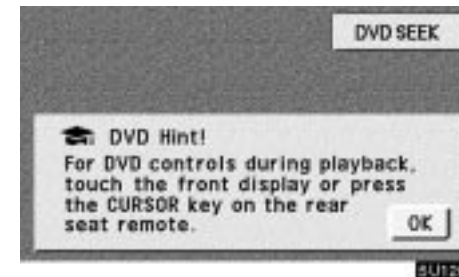 DVD SEEK
DVD Hint!
For DVD controls during playback,
touch the front display or press
the CURSOR key on the rear
seat remote.
OK
5U12